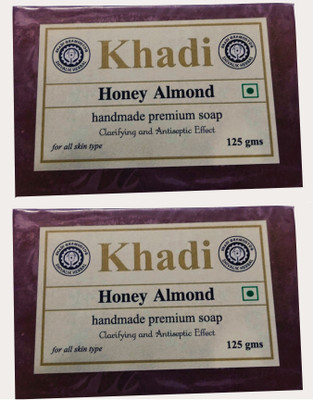 Khadi
Honey Almond
handmade premium soap
Clarifying and Antiseptic Effect
for all skin type
125 gms
Khadi
Honey Almond
handmade premium soap
Clarifying and Antiseptic Effect
for all skin type
125 gms